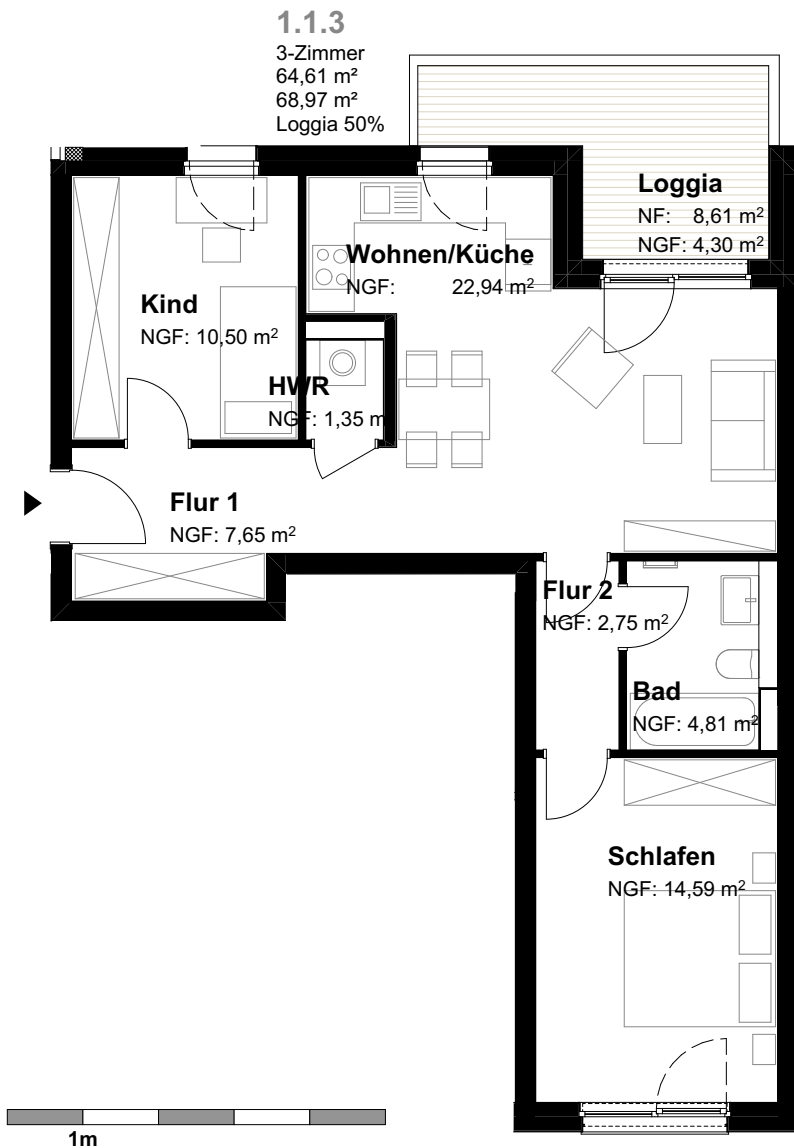 1.1.3
3-Zimmer
64,61 m²
68,97 m²
Loggia 50%
Loggia
NF: 8,61 m²
NGF: 4,30 m²
Wohnen/Küche
NGF: 22,94 m²
Kind
NGF: 10,50 m²
HWR
NGF: 1,35 m
Flur 1
NGF: 7,65 m²
Flur 2
NGF: 2,75 m²
Bad
NGF: 4,81 m²
Schlafen
NGF: 14,59 m²
1m